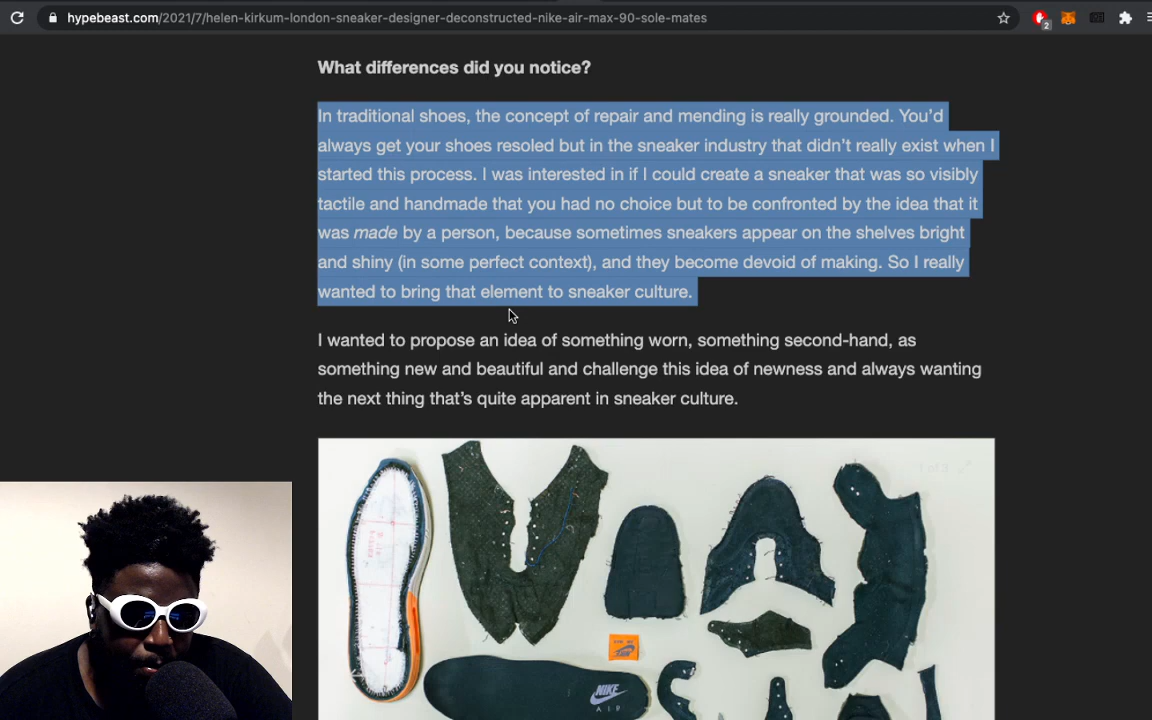 hypebeast.com/2021/7/helen-kirkum-london-sneaker-designer-deconstructed-nike-air-max-90-sole-mates
2
What differences did you notice?
In traditional shoes, the concept of repair and mending is really grounded. You’d
always get your shoes resoled but in the sneaker industry that didn’t really exist when I
started this process. I was interested in if I could create a sneaker that was so visibly
tactile and handmade that you had no choice but to be confronted by the idea that it
was made by a person, because sometimes sneakers appear on the shelves bright
and shiny (in some perfect context), and they become devoid of making. So I really
wanted to bring that element to sneaker culture.
I wanted to propose an idea of something worn, something second-hand, as
something new and beautiful and challenge this idea of newness and always wanting
the next thing that’s quite apparent in sneaker culture.
1 of 3
NIKE
AIR